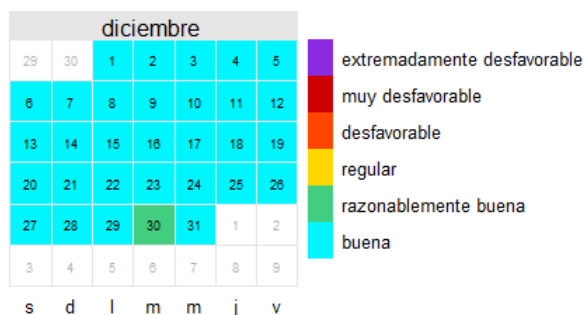 diciembre
29 30 1 2 3 4 5
6 7 8 9 10 11 12
13 14 15 16 17 18 19
20 21 22 23 24 25 26
27 28 29 30 31 1 2
3 4 5 6 7 8 9
s d l m m j v
extremadamente desfavorable
muy desfavorable
desfavorable
regular
razonablemente buena
buena